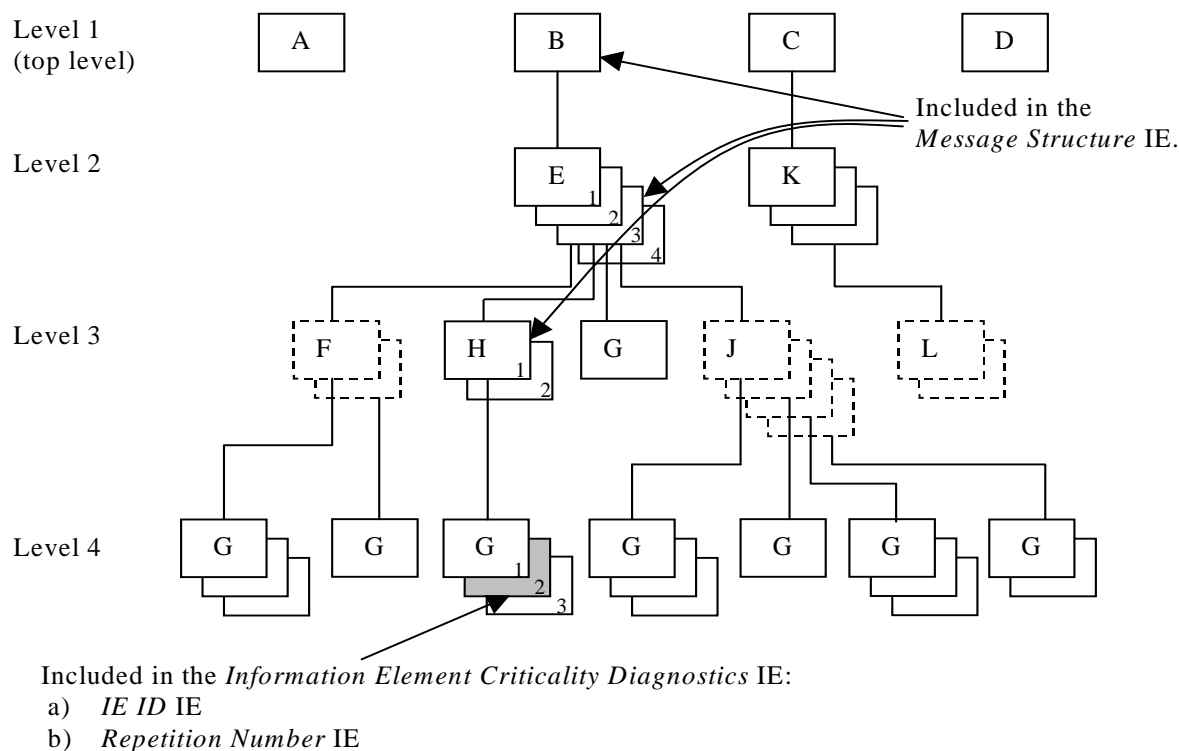 Level 1
(top level)
A
B
C
D
Included in the
Message Structure IE.
Level 2
E
1
2
3
4
K
Level 3
F
H
1
2
G
J
L
Level 4
G
G
G
1
2
3
G
G
G
G
Included in the Information Element Criticality Diagnostics IE:
a) IE ID IE
b) Repetition Number IE